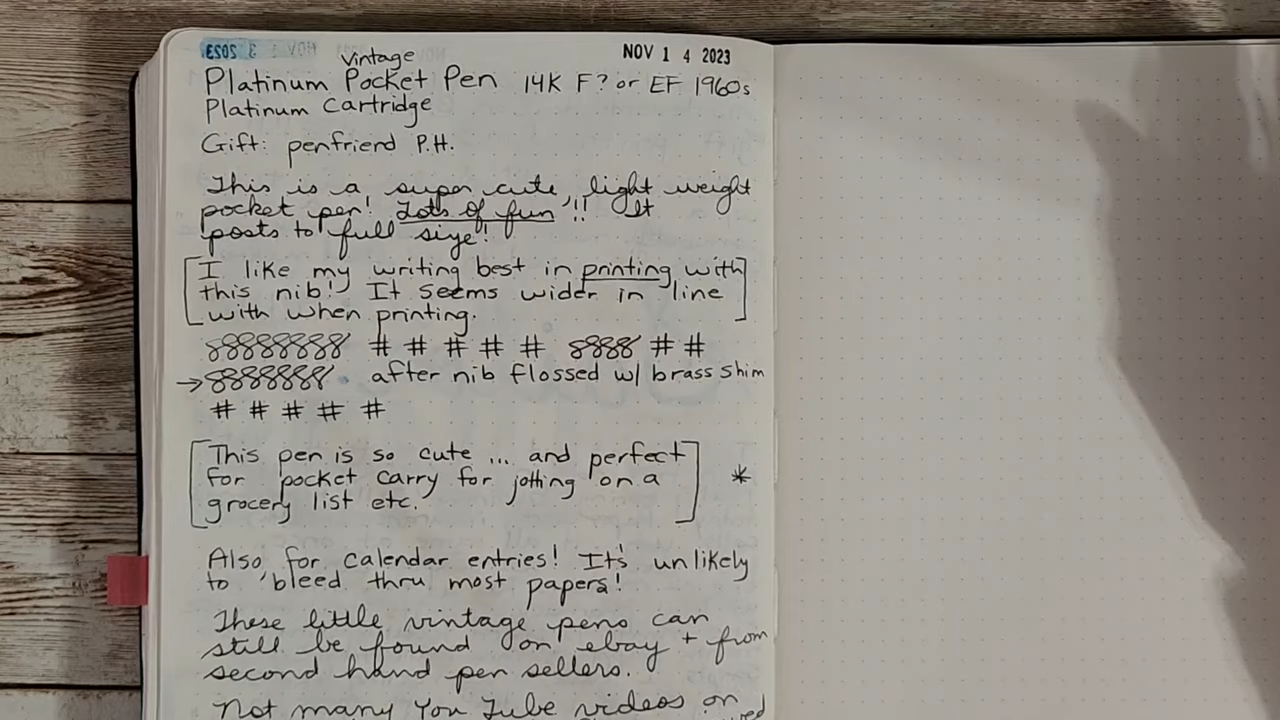 NOV 1 4 2023
Vintage
Platinum Pocket Pen 14K F? or EF 1960s
Platinum Cartridge
Gift: penfriend P.H.
This is a super cute, light weight
pocket pen! Lots of fun!! It
posts to full size!
[I like my writing best in printing with
this nib! It seems wider in line
with when printing.]
88888888 # # # # # 8888 # #
→8888888 . after nib flossed w/ brass shim
# # # # #
[This pen is so cute ... and perfect
for pocket carry for jotting on a
grocery list etc.] *
Also for calendar entries! It's unlikely
to bleed thru most papers!
These little vintage pens can
still be found on ebay + from
second hand pen sellers.
Not many You Tube videos on